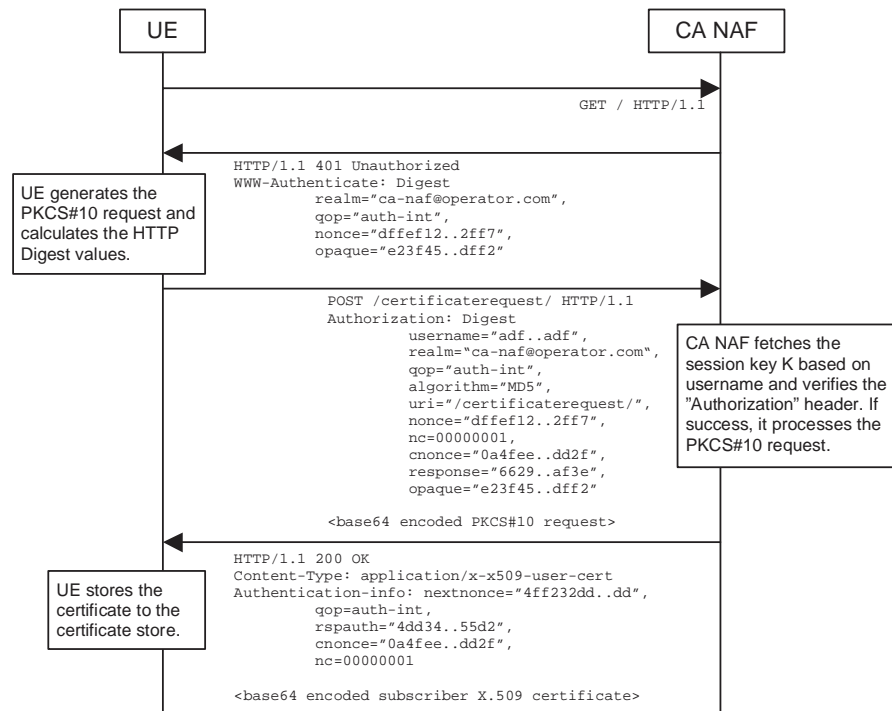 UE
CA NAF
GET / HTTP/1.1
HTTP/1.1 401 Unauthorized
WWW-Authenticate: Digest
realm="ca-naf@operator.com",
qop="auth-int",
nonce="dffef12..2ff7",
opaque="e23f45..dff2"
UE generates the
PKCS#10 request and
calculates the HTTP
Digest values.
POST /certificaterequest/ HTTP/1.1
Authorization: Digest
username="adf..adf",
realm="ca-naf@operator.com",
qop="auth-int",
algorithm="MD5",
uri="/certificaterequest/",
nonce="dffef12..2ff7",
nc=00000001,
cnonce="0a4fee..dd2f",
response="6629..af3e",
opaque="e23f45..dff2"
<base64 encoded PKCS#10 request>
CA NAF fetches the
session key K based on
username and verifies the
”Authorization” header. If
success, it processes the
PKCS#10 request.
HTTP/1.1 200 OK
Content-Type: application/x-x509-user-cert
Authentication-info: nextnonce="4ff232dd..dd",
qop=auth-int,
rspauth="4dd34..55d2",
cnonce="0a4fee..dd2f",
nc=00000001
<base64 encoded subscriber X.509 certificate>
UE stores the
certificate to the
certificate store.